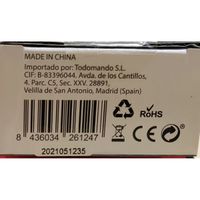 MADE IN CHINA
Importado por: Todomando S.L.
CIF: B-83396044. Avda. de los Cantillos,
4. Parc. C5, Sec. XXV, 28891,
Velilla de San Antonio, Madrid (Spain)
RoHS
8 436034 261247
2021051235